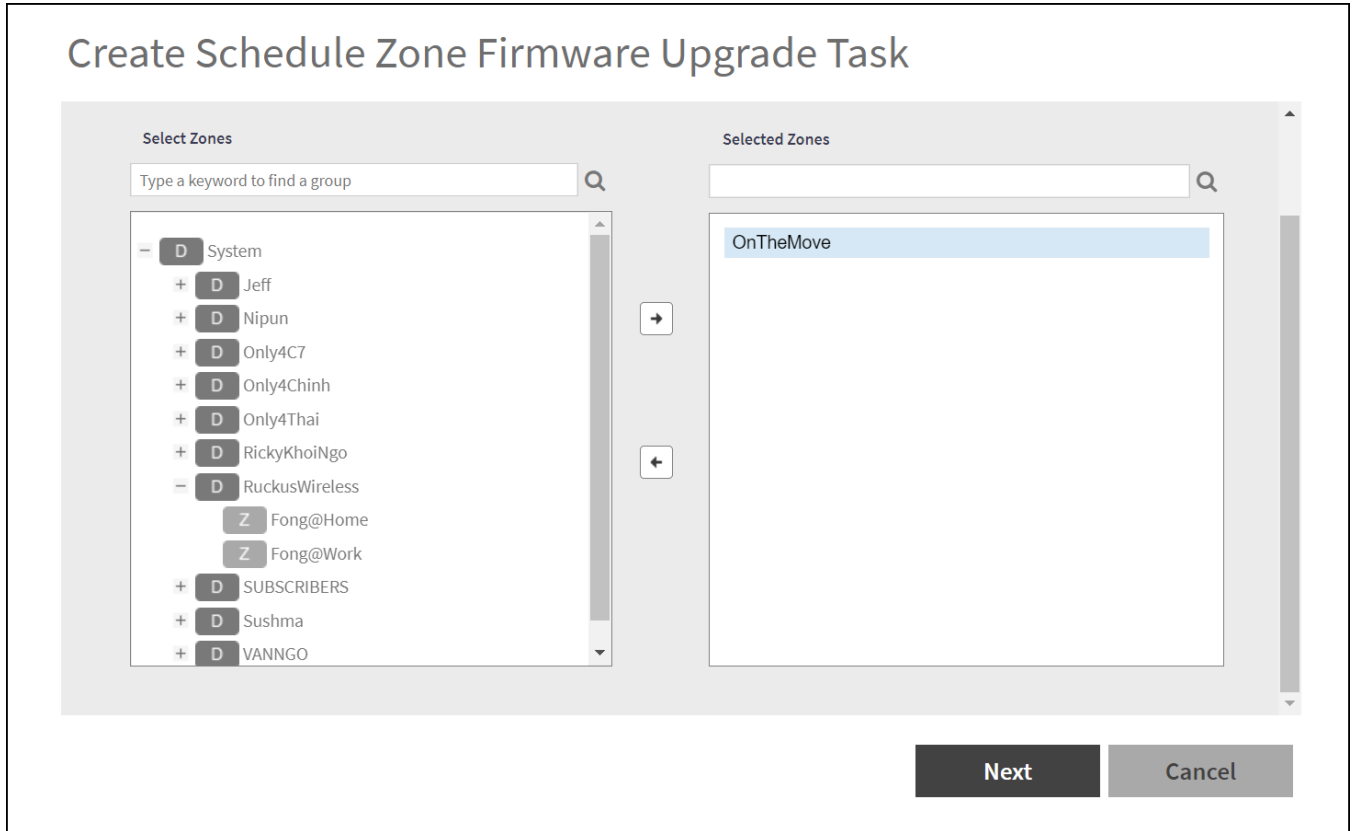 Create Schedule Zone Firmware Upgrade Task
Select Zones
Type a keyword to find a group
D System
D Jeff
D Nipun
D Only4C7
D Only4Chinh
D Only4Thai
D RickyKhoiNgo
D RuckusWireless
Z Fong@Home
Z Fong@Work
D SUBSCRIBERS
D Sushma
D VANNGO
Selected Zones
OnTheMove
Next
Cancel